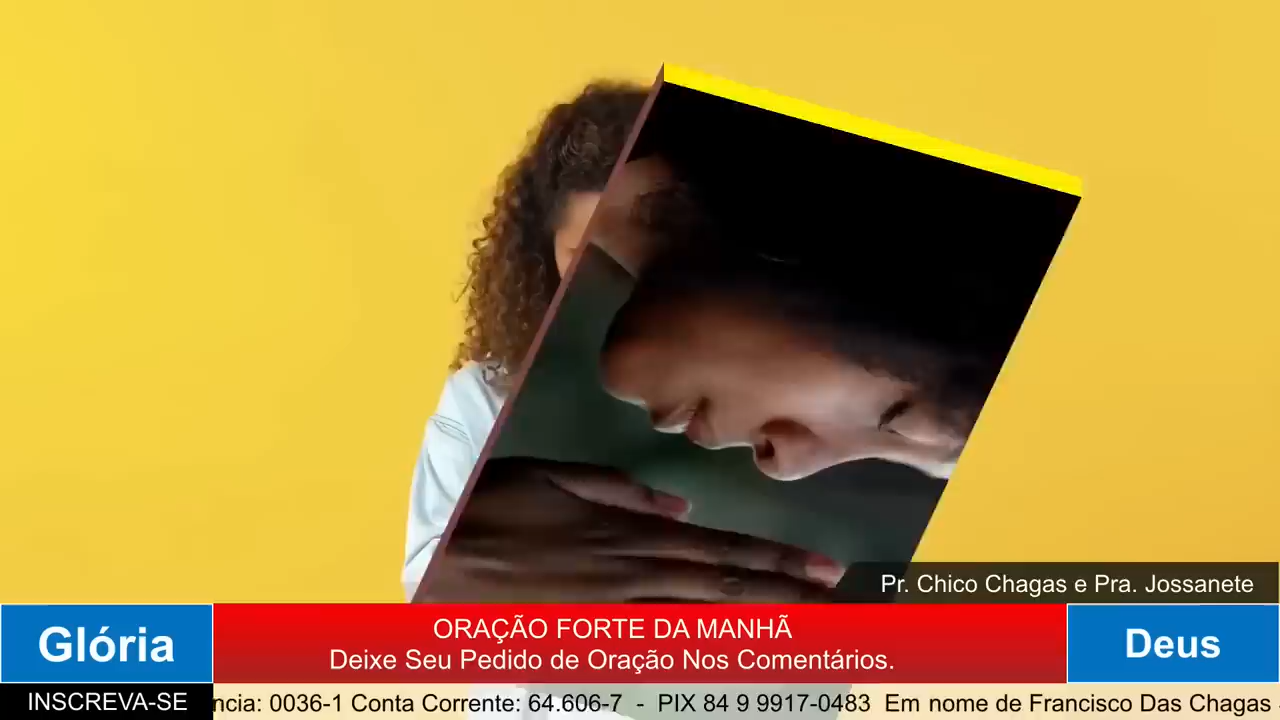 Pr. Chico Chagas e Pra. Jossanete
Glória
ORAÇÃO FORTE DA MANHÃ
Deixe Seu Pedido de Oração Nos Comentários.
Deus
INSCREVA-SE
ncia: 0036-1 Conta Corrente: 64.606-7 - PIX 84 9 9917-0483 Em nome de Francisco Das Chagas